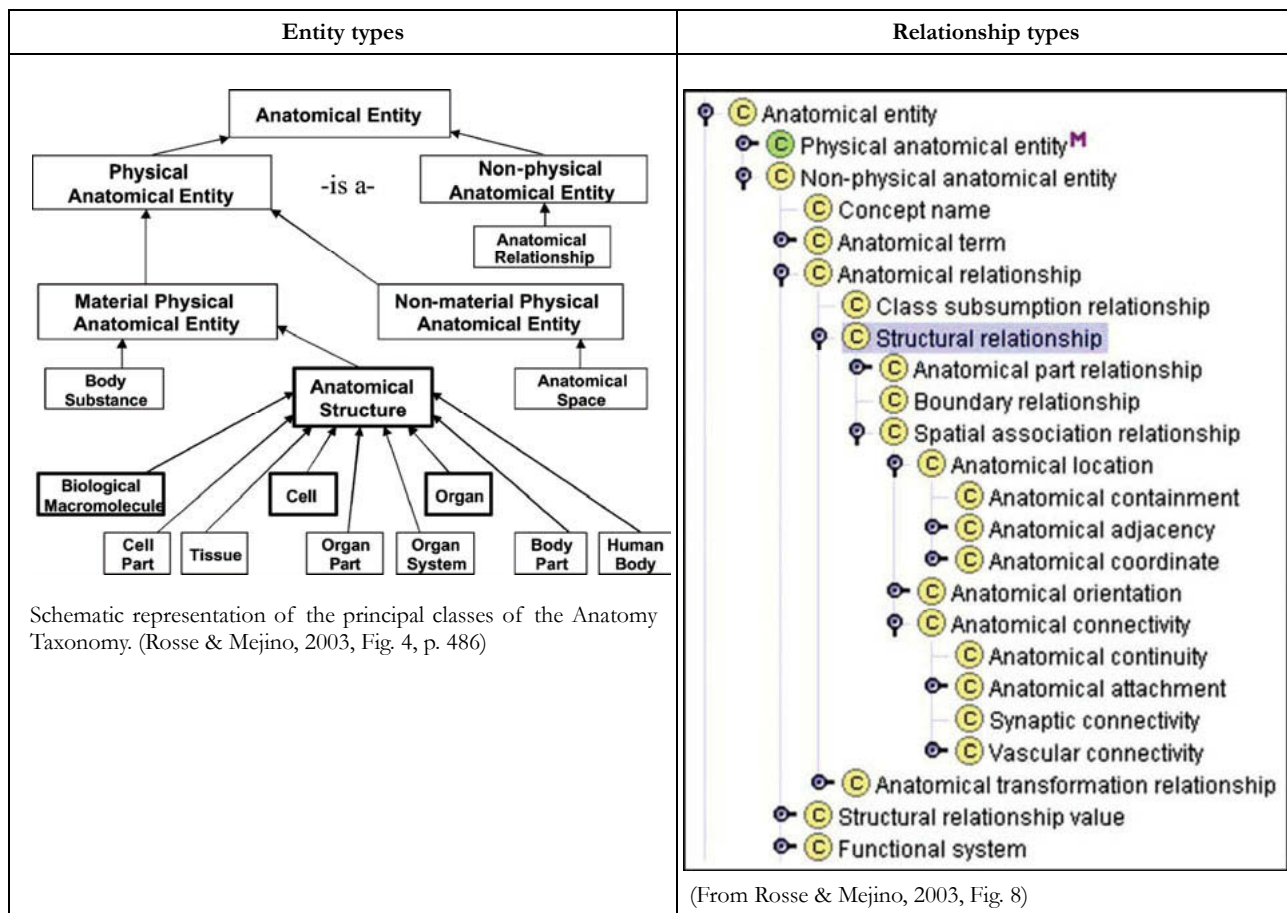 Entity types
Relationship types
Anatomical Entity
Physical
Anatomical Entity
-is a-
Non-physical
Anatomical Entity
Anatomical
Relationship
Material Physical
Anatomical Entity
Non-material Physical
Anatomical Entity
Body
Substance
Anatomical
Structure
Anatomical
Space
Biological
Macromolecule
Cell
Organ
Cell
Part
Tissue
Organ
Part
Organ
System
Body
Part
Human
Body
Schematic representation of the principal classes of the Anatomy
Taxonomy. (Rosse & Mejino, 2003, Fig. 4, p. 486)
C Anatomical entity
C Physical anatomical entity M
C Non-physical anatomical entity
C Concept name
C Anatomical term
C Anatomical relationship
C Class subsumption relationship
C Structural relationship
C Anatomical part relationship
C Boundary relationship
C Spatial association relationship
C Anatomical location
C Anatomical containment
C Anatomical adjacency
C Anatomical coordinate
C Anatomical orientation
C Anatomical connectivity
C Anatomical continuity
C Anatomical attachment
C Synaptic connectivity
C Vascular connectivity
C Anatomical transformation relationship
C Structural relationship value
C Functional system
(From Rosse & Mejino, 2003, Fig. 8)